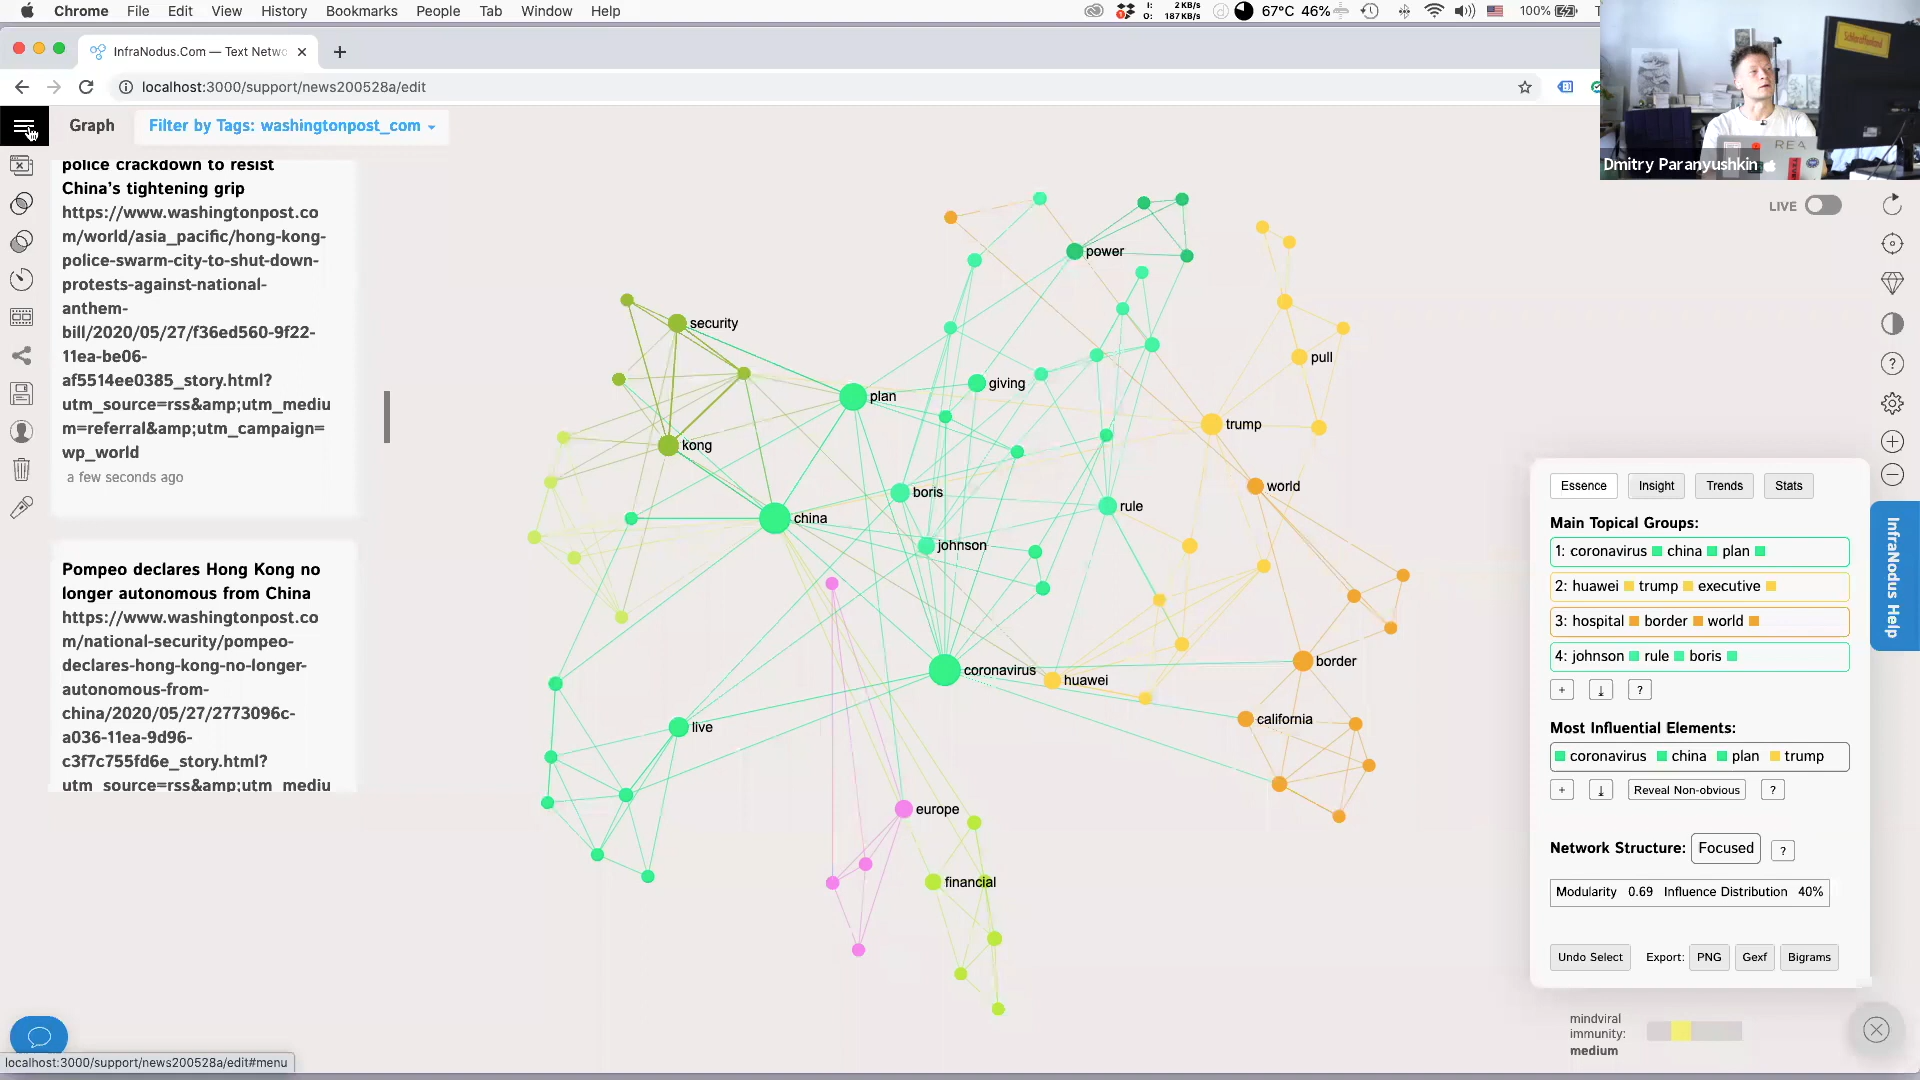 Chrome File Edit View History Bookmarks People Tab Window Help
I: 2 KB/s
O: 187 KB/s
67°C 46%
100%
InfraNodus.Com — Text Netwo
localhost:3000/support/news200528a/edit
Graph
Filter by Tags: washingtonpost_com
police crackdown to resist
China's tightening grip
https://www.washingtonpost.co
m/world/asia_pacific/hong-kong-
police-swarm-city-to-shut-down-
protests-against-national-
anthem-
bill/2020/05/27/f36ed560-9f22-
11ea-be06-
af5514ee0385_story.html?
utm_source=rss&amp;utm_mediu
m=referral&amp;utm_campaign=
wp_world
a few seconds ago
Pompeo declares Hong Kong no
longer autonomous from China
https://www.washingtonpost.co
m/national-security/pompeo-
declares-hong-kong-no-longer-
autonomous-from-
china/2020/05/27/2773096c-
a036-11ea-9d96-
c3f7c755fd6e_story.html?
utm_source=rss&amp;utm_mediu
power
security
pull
giving
plan
trump
kong
world
boris
rule
china
johnson
border
coronavirus
huawei
california
live
europe
financial
Schlaraffenland
REA
Dmitry Paranyushkin
LIVE
Essence Insight Trends Stats
Main Topical Groups:
1: coronavirus china plan
2: huawei trump executive
3: hospital border world
4: johnson rule boris
+ ↓ ?
Most Influential Elements:
coronavirus china plan trump
+ ↓ Reveal Non-obvious ?
Network Structure: Focused ?
Modularity 0.69 Influence Distribution 40%
Undo Select Export: PNG Gexf Bigrams
InfraNodus Help
mindviral
immunity:
medium
localhost:3000/support/news200528a/edit#menu